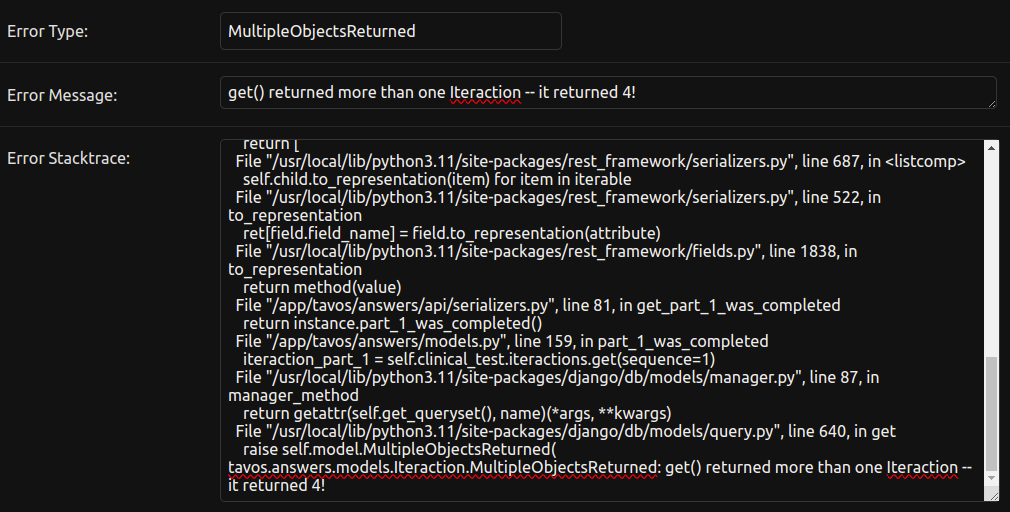 Error Type:
MultipleObjectsReturned
Error Message:
get() returned more than one Iteraction -- it returned 4!
Error Stacktrace:
return [
File "/usr/local/lib/python3.11/site-packages/rest_framework/serializers.py", line 687, in <listcomp>
self.child.to_representation(item) for item in iterable
File "/usr/local/lib/python3.11/site-packages/rest_framework/serializers.py", line 522, in
to_representation
ret[field.field_name] = field.to_representation(attribute)
File "/usr/local/lib/python3.11/site-packages/rest_framework/fields.py", line 1838, in
to_representation
return method(value)
File "/app/tavos/answers/api/serializers.py", line 81, in get_part_1_was_completed
return instance.part_1_was_completed()
File "/app/tavos/answers/models.py", line 159, in part_1_was_completed
iteraction_part_1 = self.clinical_test.iteractions.get(sequence=1)
File "/usr/local/lib/python3.11/site-packages/django/db/models/manager.py", line 87, in
manager_method
return getattr(self.get_queryset(), name)(*args, **kwargs)
File "/usr/local/lib/python3.11/site-packages/django/db/models/query.py", line 640, in get
raise self.model.MultipleObjectsReturned(
tavos.answers.models.Iteraction.MultipleObjectsReturned: get() returned more than one Iteraction --
it returned 4!